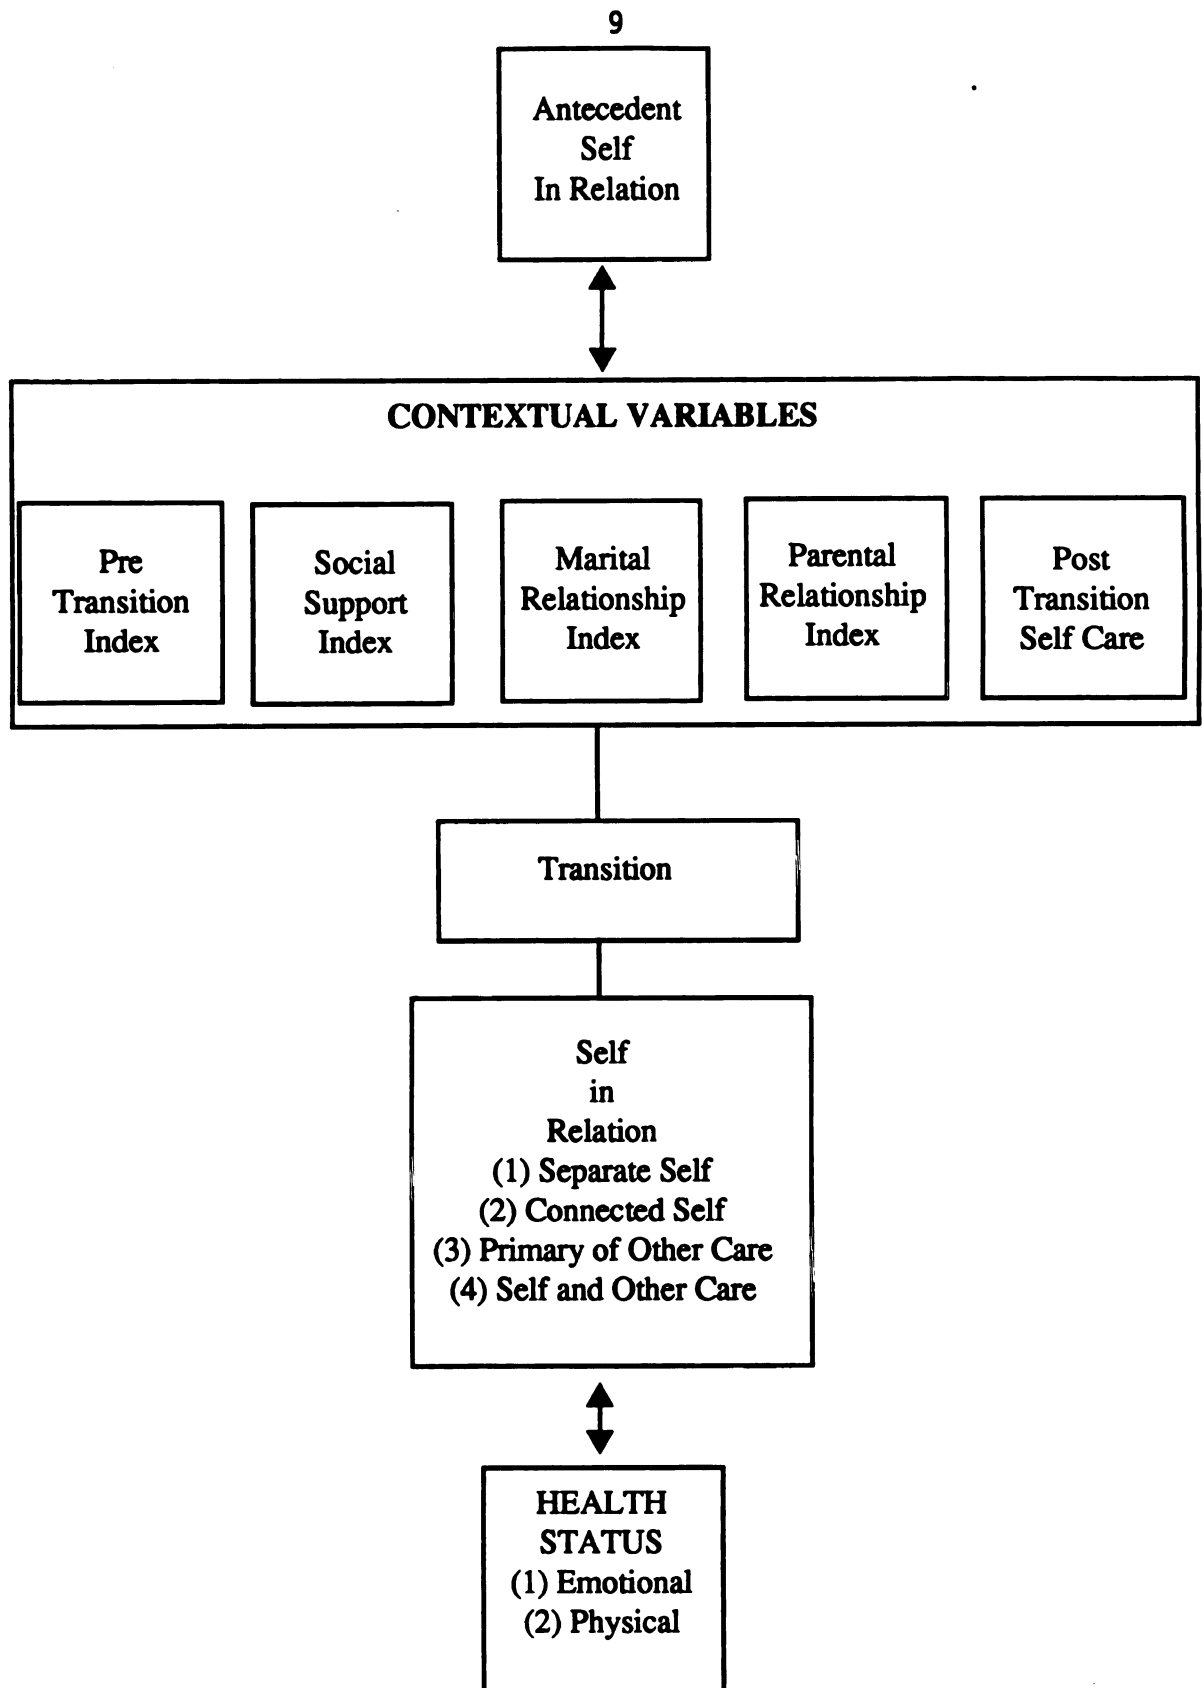 9
Antecedent
Self
In Relation
CONTEXTUAL VARIABLES
Pre
Transition
Index
Social
Support
Index
Marital
Relationship
Index
Parental
Relationship
Index
Post
Transition
Self Care
Transition
Self
in
Relation
(1) Separate Self
(2) Connected Self
(3) Primary of Other Care
(4) Self and Other Care
HEALTH
STATUS
(1) Emotional
(2) Physical